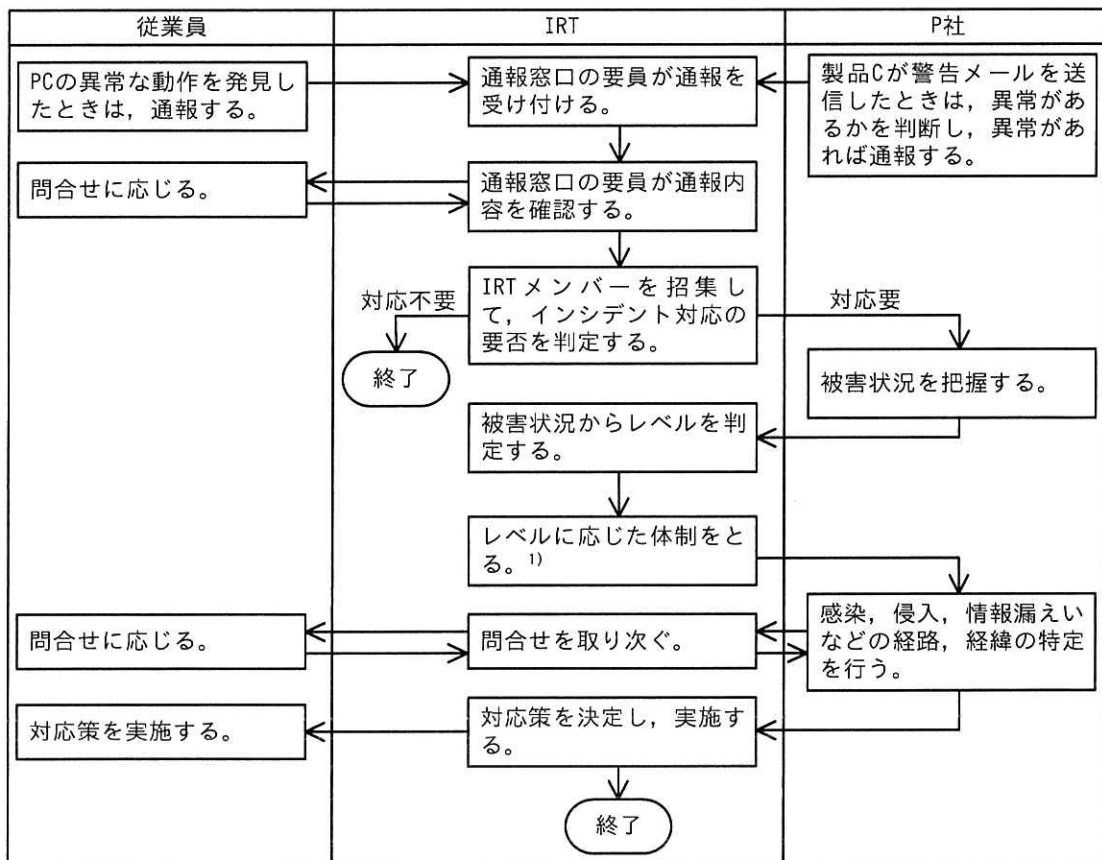 従業員
IRT
P社
PCの異常な動作を発見し
たときは，通報する。
通報窓口の要員が通報を
受け付ける。
製品Cが警告メールを送
信したときは，異常があ
るかを判断し，異常があ
れば通報する。
問合せに応じる。
通報窓口の要員が通報内
容を確認する。
対応不要
IRTメンバーを招集し
て，インシデント対応の
要否を判定する。
対応要
終了
被害状況を把握する。
被害状況からレベルを判
定する。
レベルに応じた体制をと
る。1)
問合せに応じる。
問合せを取り次ぐ。
感染，侵入，情報漏えい
などの経路，経緯の特定
を行う。
対応策を実施する。
対応策を決定し，実施す
る。
終了